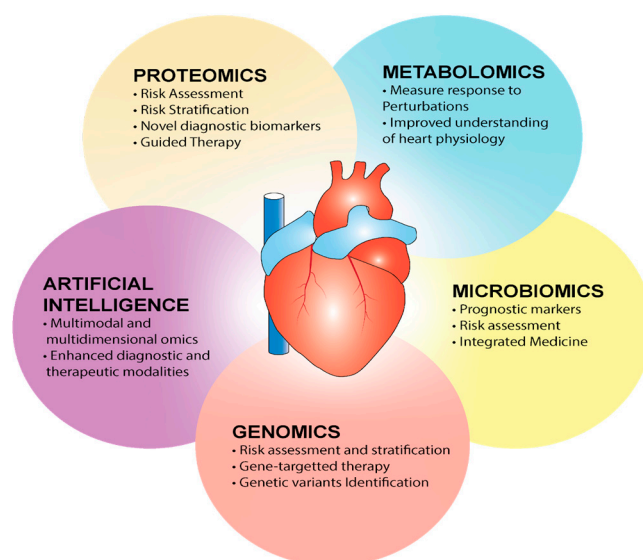 PROTEOMICS
• Risk Assessment
• Risk Stratification
• Novel diagnostic biomarkers
• Guided Therapy
METABOLOMICS
• Measure response to
Perturbations
• Improved understanding
of heart physiology
ARTIFICIAL
INTELLIGENCE
• Multimodal and
multidimensional omics
• Enhanced diagnostic and
therapeutic modalities
MICROBIOMICS
• Prognostic markers
• Risk assessment
• Integrated Medicine
GENOMICS
• Risk assessment and stratification
• Gene-targetted therapy
• Genetic variants Identification